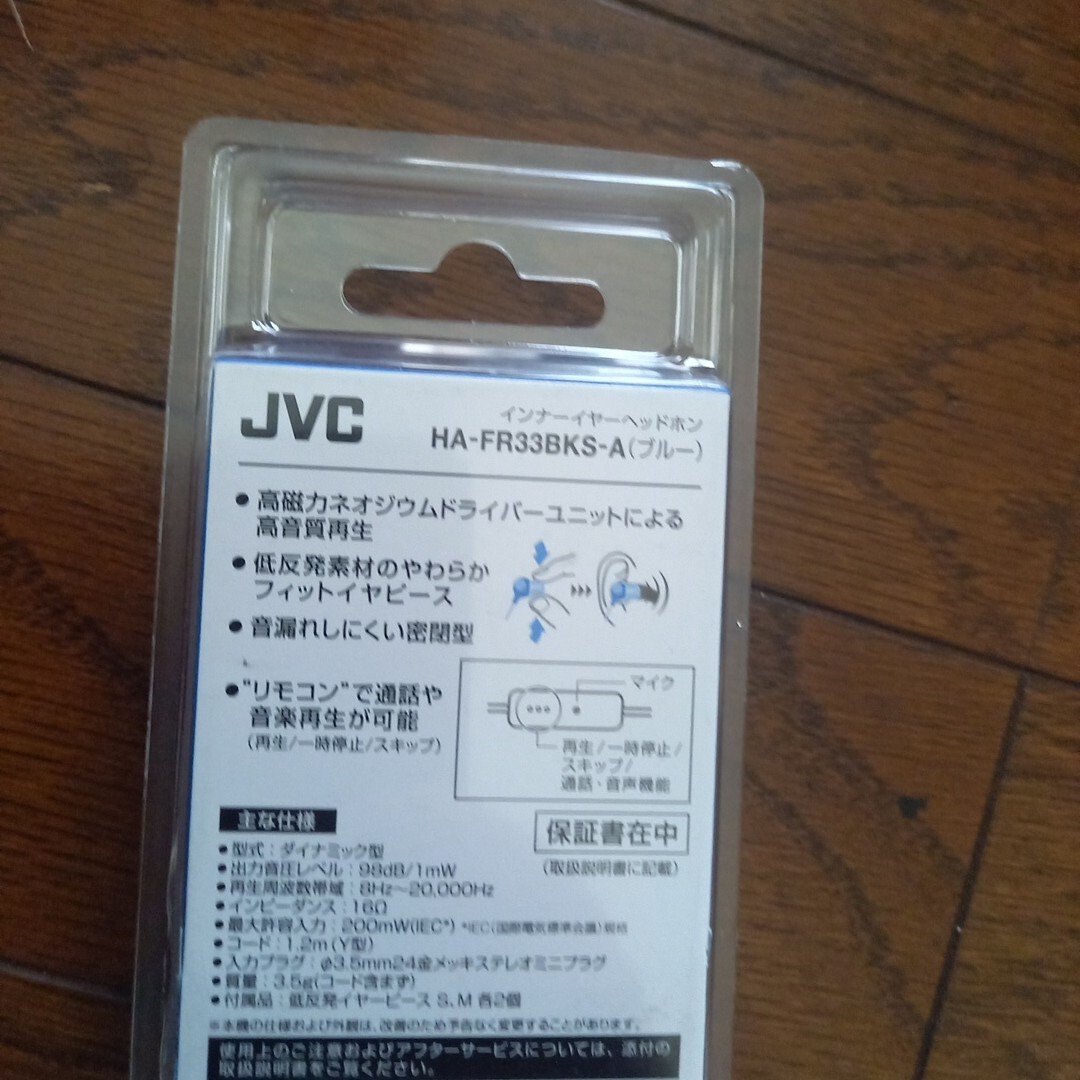 JVC
インナーイヤーヘッドホン
HA-FR33BKS-A(ブルー)
● 高磁力ネオジウムドライバーユニットによる
高音質再生
● 低反発素材のやわらか
フィットイヤピース
● 音漏れしにくい密閉型
●"リモコン"で通話や
音楽再生が可能
(再生/一時停止/スキップ)
マイク
再生/一時停止/
スキップ/
通話・音声機能
主な仕様
保証書在中
(取扱説明書に記載)
●型式：ダイナミック型
●出力音圧レベル：98dB/1mW
●再生周波数帯域：8Hz～20,000Hz
●インピーダンス：16Ω
●最大許容入力：200mW(IEC*) *IEC(国際電気標準会議)規格
●コード：1.2m(Y型)
●入力プラグ：φ3.5mm24金メッキステレオミニプラグ
●質量：3.5g(コード含まず)
●付属品：低反発イヤーピース S、M 各2個
※本機の仕様および外観は、改善のため予告なく変更することがあります。
使用上のご注意およびアフターサービスについては、添付の
取扱説明書をご覧ください。